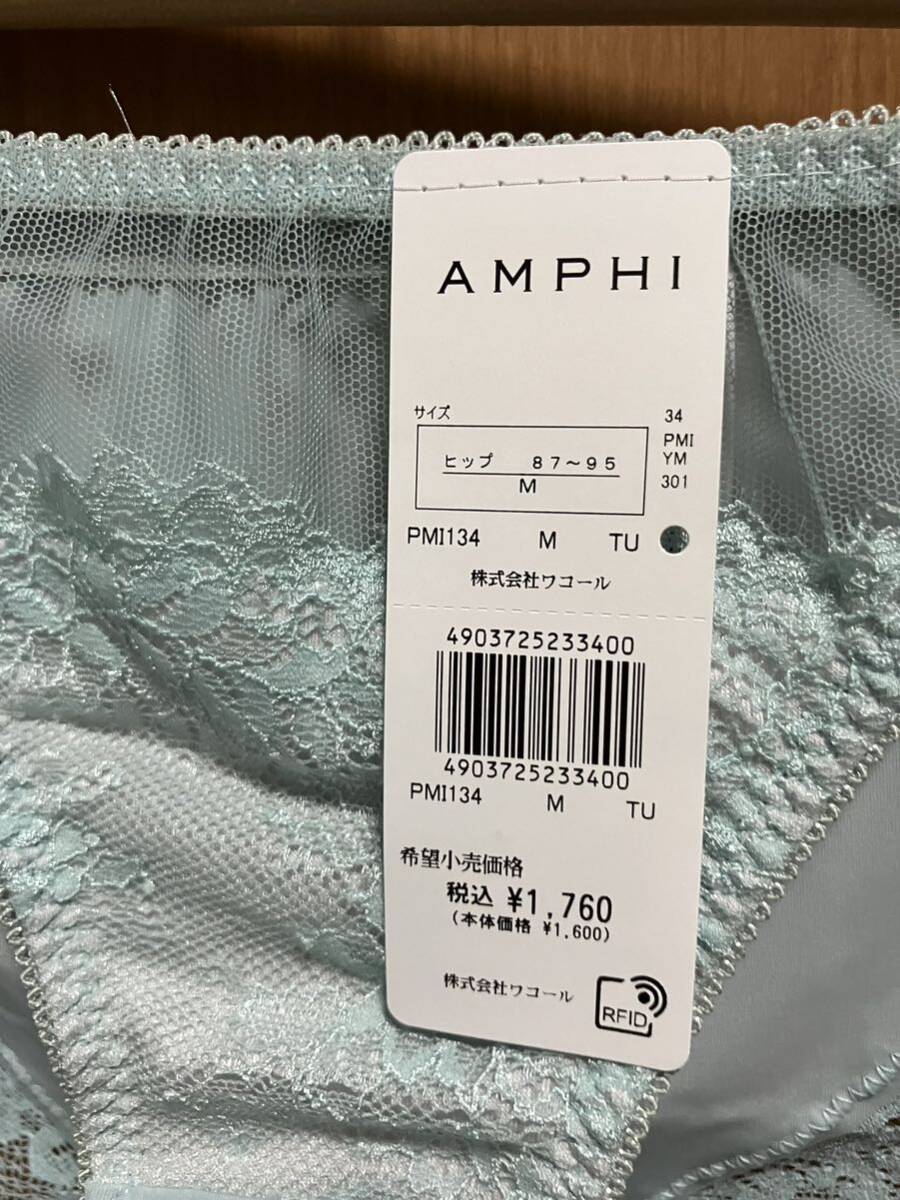 AMPHI
サイズ
ヒップ 87〜95
M
34
PMI
YM
301
PMI134 M TU
株式会社ワコール
4903725233400
4903725233400
PMI134 M TU
希望小売価格
税込 ¥1,760
(本体価格 ¥1,600)
株式会社ワコール
RFID